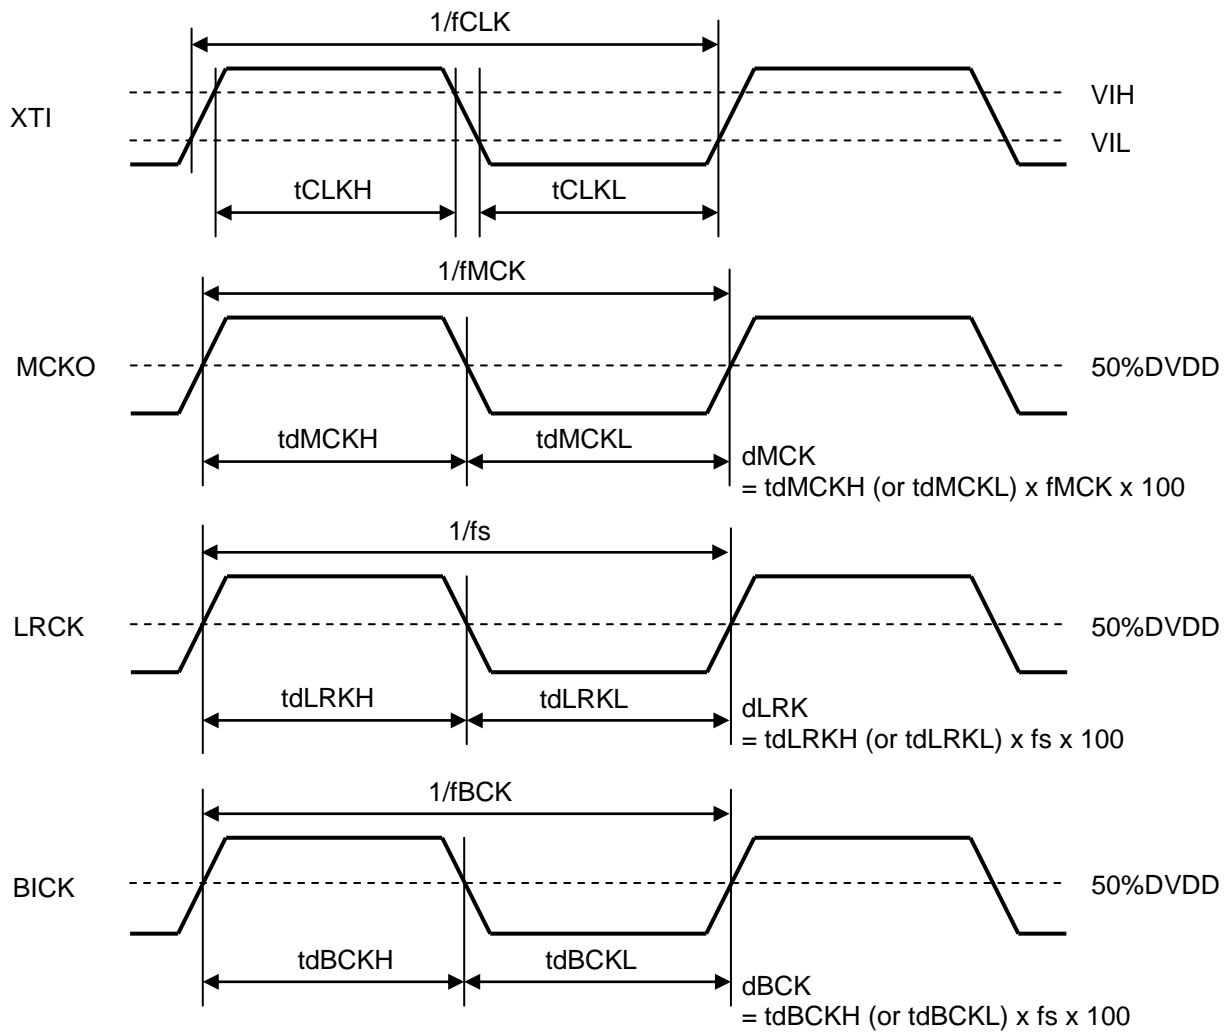 1/fCLK
XTI
VIH
VIL
tCLKH
tCLKL
1/fMCK
MCKO
50%DVDD
tdMCKH
tdMCKL
dMCK
= tdMCKH (or tdMCKL) x fMCK x 100
1/fs
LRCK
50%DVDD
tdLRKH
tdLRKL
dLRK
= tdLRKH (or tdLRKL) x fs x 100
1/fBCK
BICK
50%DVDD
tdBCKH
tdBCKL
dBCK
= tdBCKH (or tdBCKL) x fs x 100